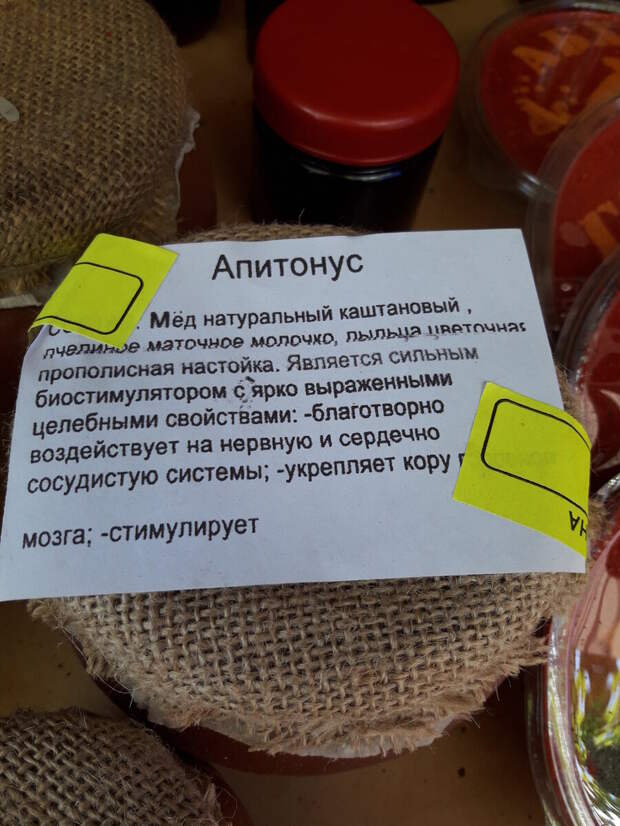 Апитонус
Мёд натуральный каштановый ,
пчелиное маточное молочко, пыльца цветочная
прополисная настойка. Является сильным
биостимулятором с ярко выраженными
целебными свойствами: -благотворно
воздействует на нервную и сердечно
сосудистую системы; -укрепляет кору
мозга; -стимулирует